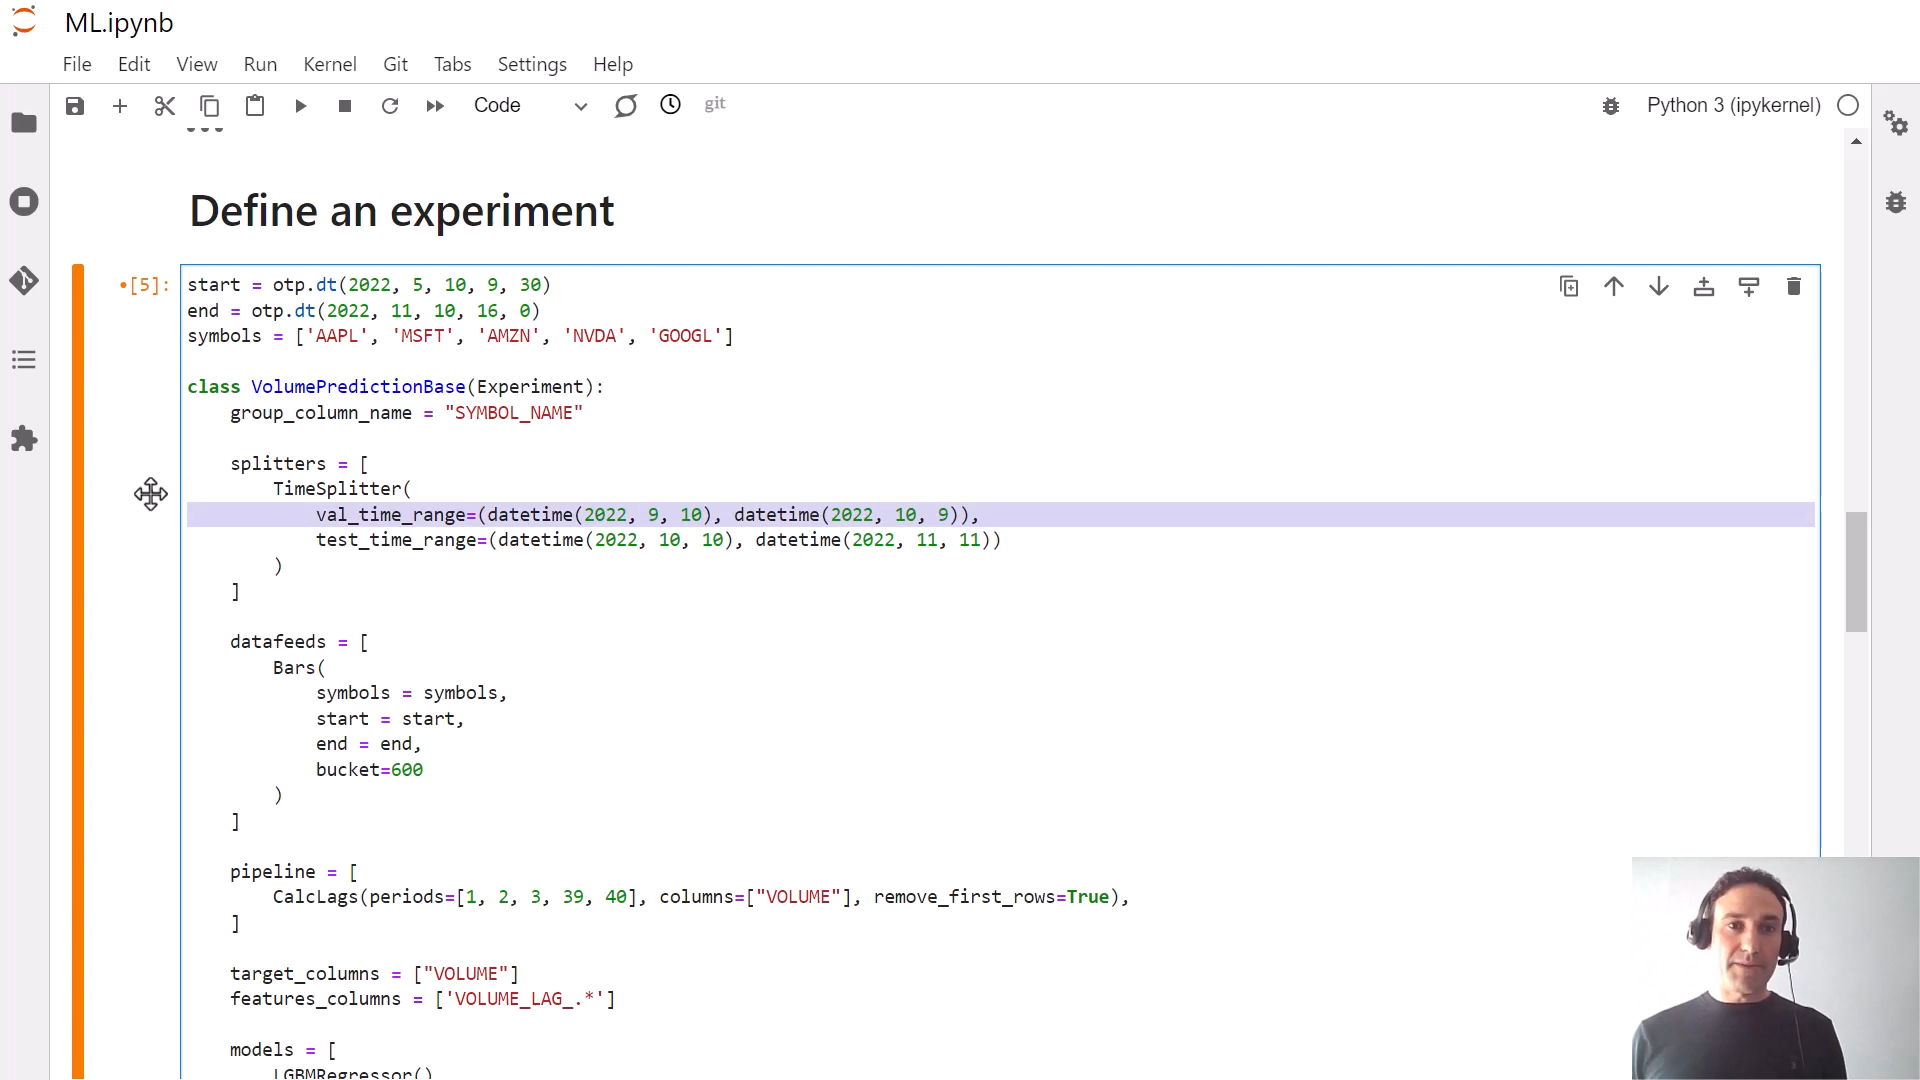 ML.ipynb
File Edit View Run Kernel Git Tabs Settings Help
Code git Python 3 (ipykernel)
Define an experiment
•[5]:
start = otp.dt(2022, 5, 10, 9, 30)
end = otp.dt(2022, 11, 10, 16, 0)
symbols = ['AAPL', 'MSFT', 'AMZN', 'NVDA', 'GOOGL']
class VolumePredictionBase(Experiment):
group_column_name = "SYMBOL_NAME"
splitters = [
TimeSplitter(
val_time_range=(datetime(2022, 9, 10), datetime(2022, 10, 9)),
test_time_range=(datetime(2022, 10, 10), datetime(2022, 11, 11))
)
]
datafeeds = [
Bars(
symbols = symbols,
start = start,
end = end,
bucket=600
)
]
pipeline = [
CalcLags(periods=[1, 2, 3, 39, 40], columns=["VOLUME"], remove_first_rows=True),
]
target_columns = ["VOLUME"]
features_columns = ['VOLUME_LAG_.*']
models = [
LGBMRegressor()